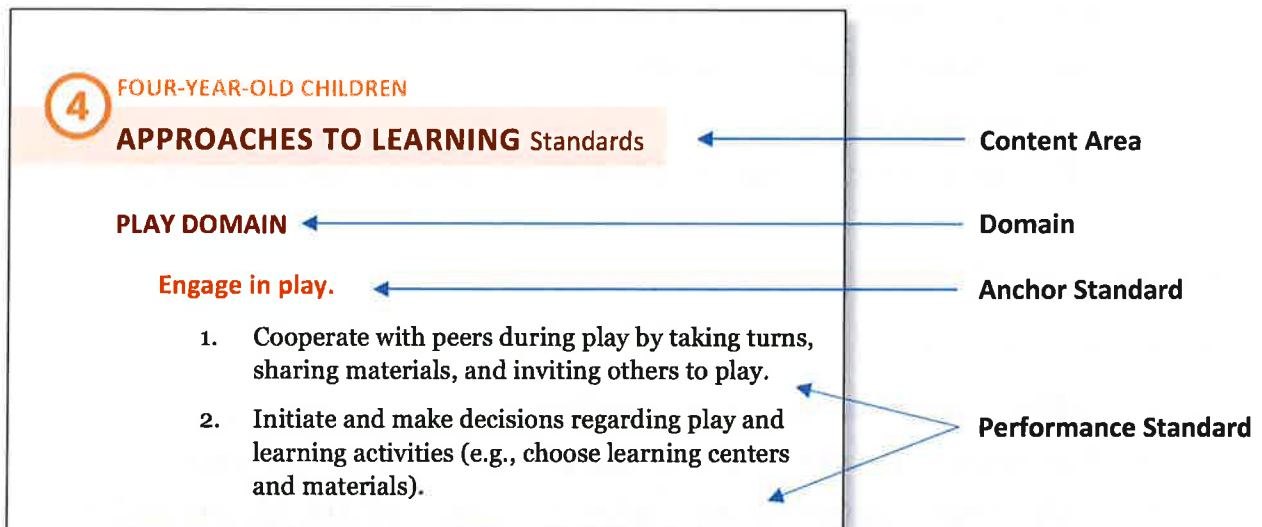 4
FOUR-YEAR-OLD CHILDREN
APPROACHES TO LEARNING Standards
Content Area
PLAY DOMAIN
Domain
Engage in play.
Anchor Standard
1. Cooperate with peers during play by taking turns,
sharing materials, and inviting others to play.
2. Initiate and make decisions regarding play and
learning activities (e.g., choose learning centers
and materials).
Performance Standard